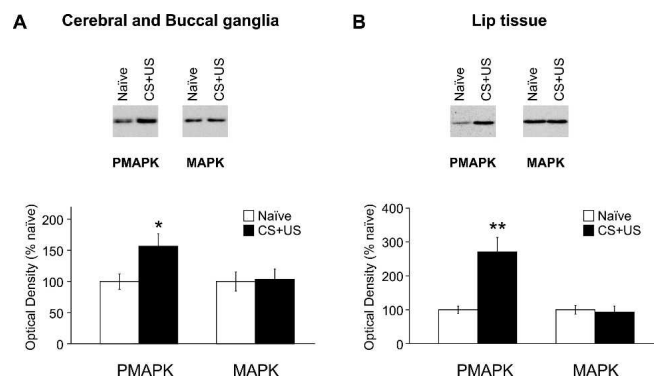 A Cerebral and Buccal ganglia
Naïve
CS+US
PMAPK MAPK
Naïve
CS+US
Optical Density (% naïve)
200
150
100
50
0
*
Naïve
CS+US
PMAPK MAPK
B Lip tissue
Naïve
CS+US
PMAPK MAPK
Naïve
CS+US
Optical Density (% naïve)
400
300
200
100
0
**
Naïve
CS+US
PMAPK MAPK